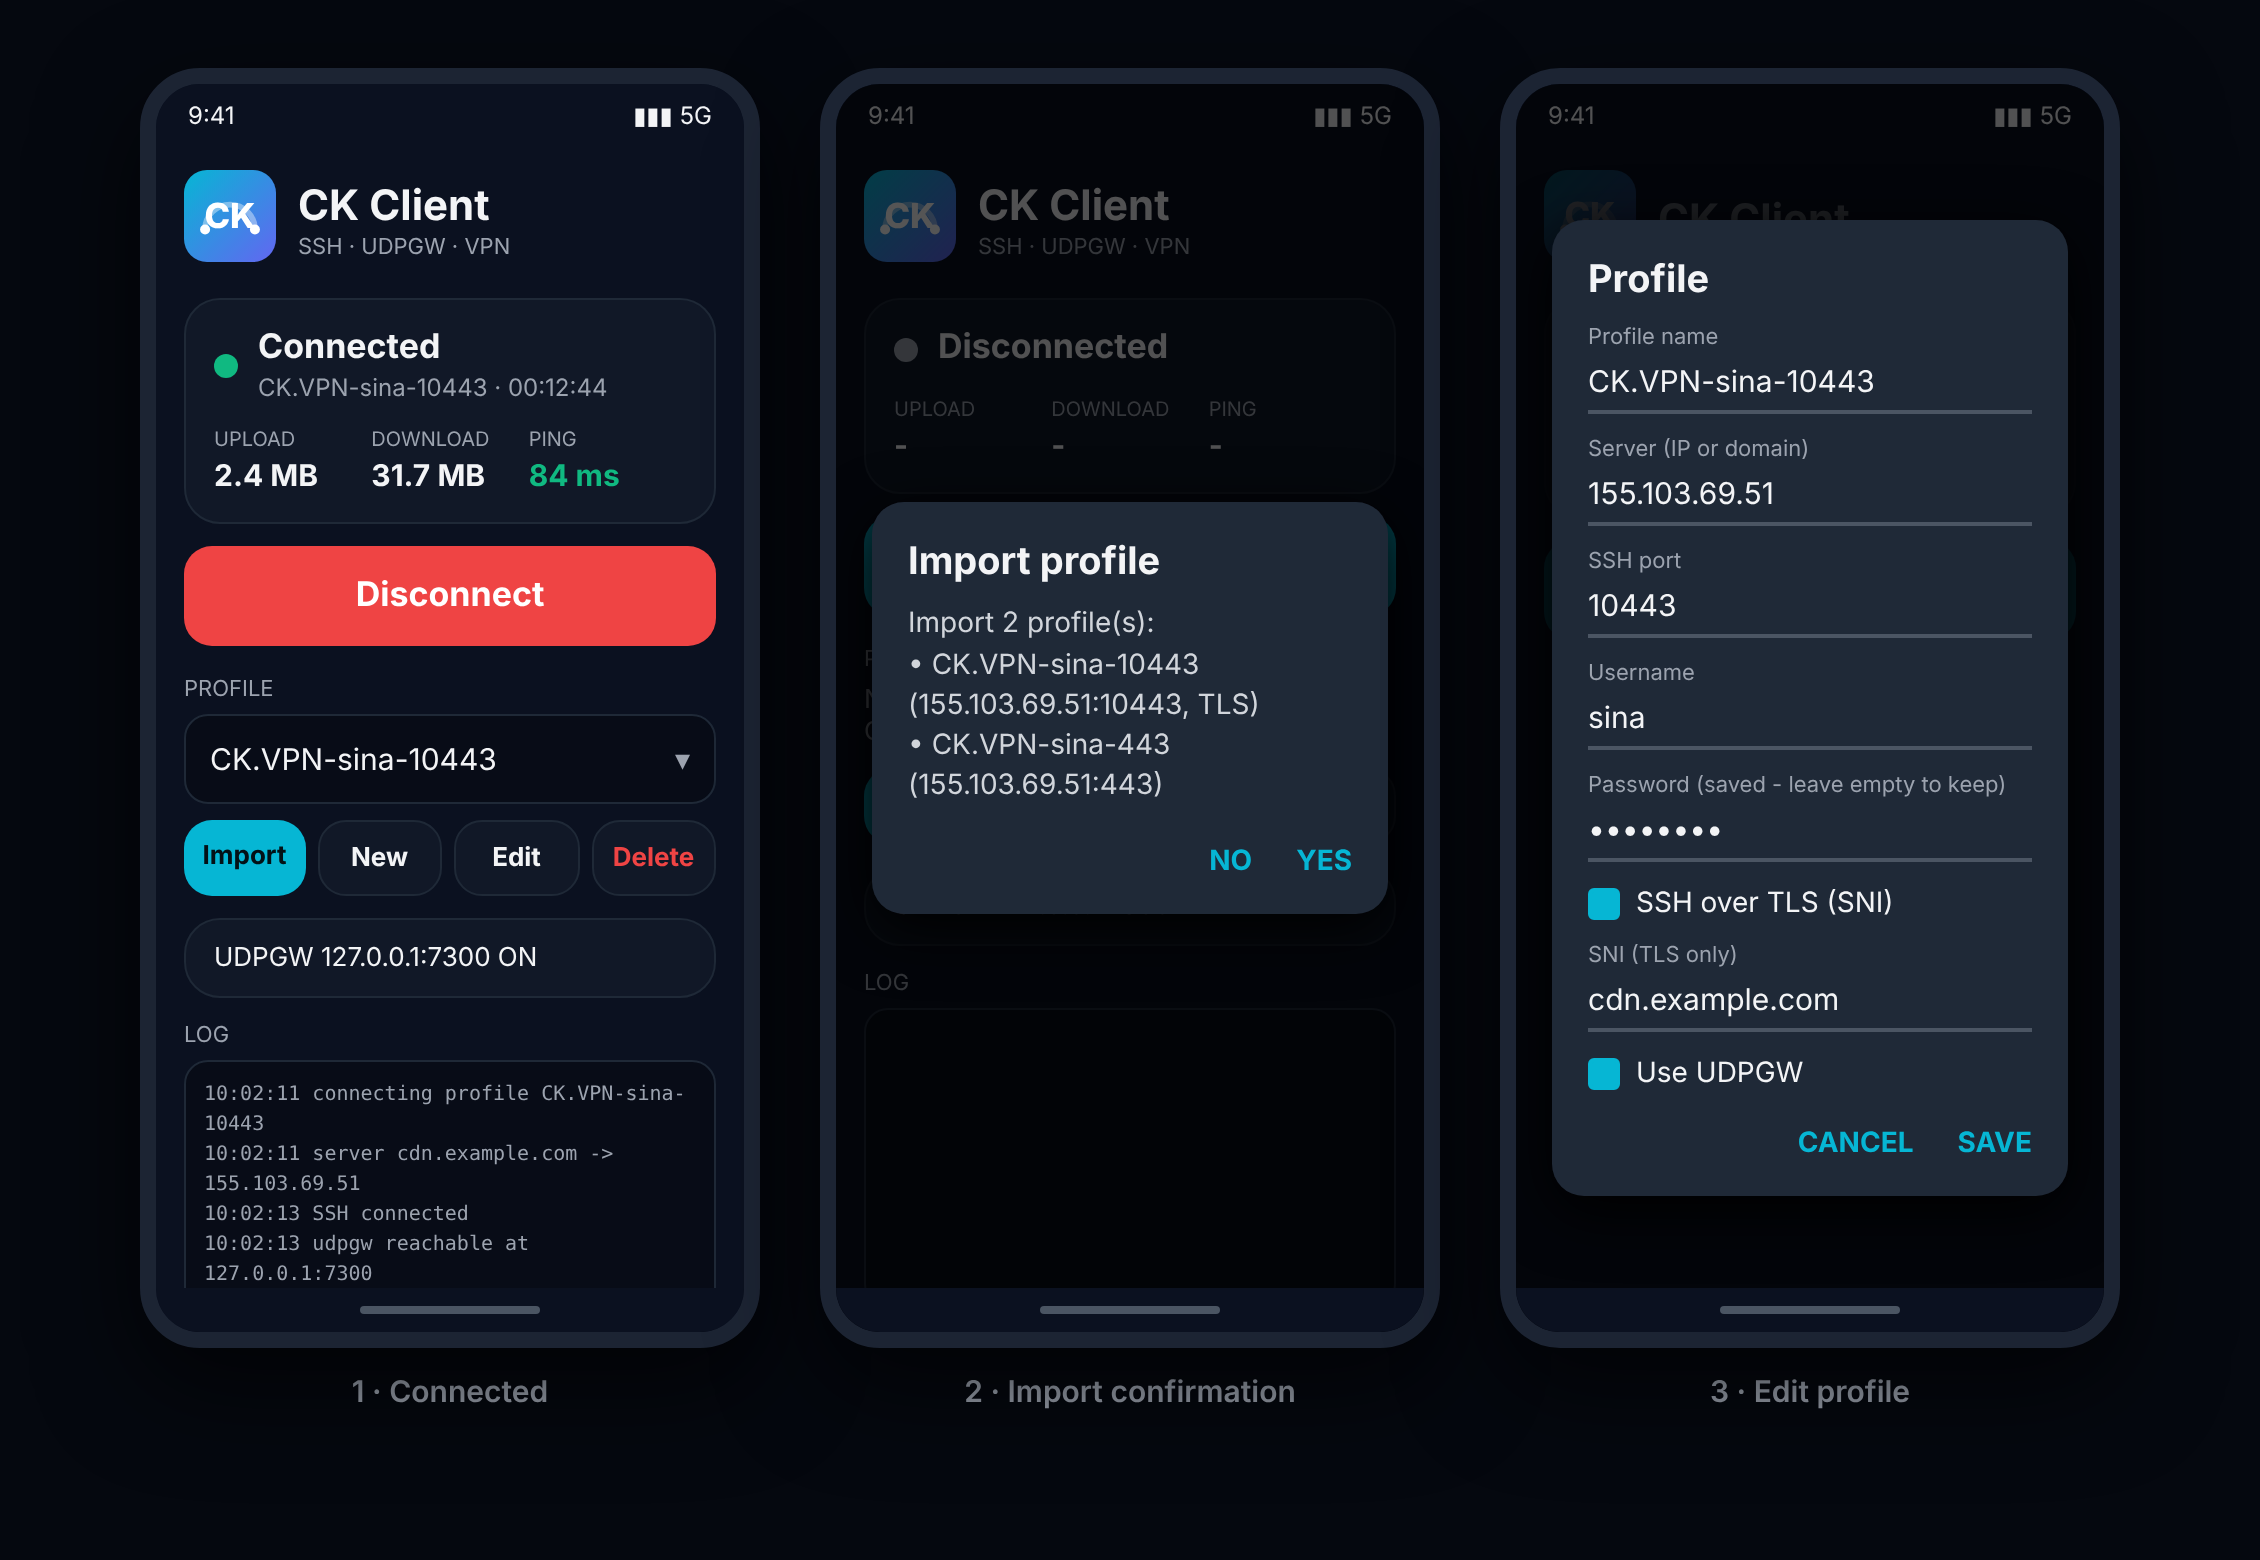 9:41
5G
CK
CK Client
SSH · UDPGW · VPN
Connected
CK.VPN-sina-10443 · 00:12:44
UPLOAD DOWNLOAD PING
2.4 MB 31.7 MB 84 ms
Disconnect
PROFILE
CK.VPN-sina-10443
Import New Edit Delete
UDPGW 127.0.0.1:7300 ON
LOG
10:02:11 connecting profile CK.VPN-sina-
10443
10:02:11 server cdn.example.com ->
155.103.69.51
10:02:13 SSH connected
10:02:13 udpgw reachable at
127.0.0.1:7300
1 · Connected
9:41
5G
CK
CK Client
SSH · UDPGW · VPN
Disconnected
UPLOAD DOWNLOAD PING
- - -
Import profile
Import 2 profile(s):
• CK.VPN-sina-10443
(155.103.69.51:10443, TLS)
• CK.VPN-sina-443
(155.103.69.51:443)
NO YES
LOG
2 · Import confirmation
9:41
5G
CK
CK Client
Profile
Profile name
CK.VPN-sina-10443
Server (IP or domain)
155.103.69.51
SSH port
10443
Username
sina
Password (saved - leave empty to keep)
••••••••
SSH over TLS (SNI)
SNI (TLS only)
cdn.example.com
Use UDPGW
CANCEL SAVE
3 · Edit profile